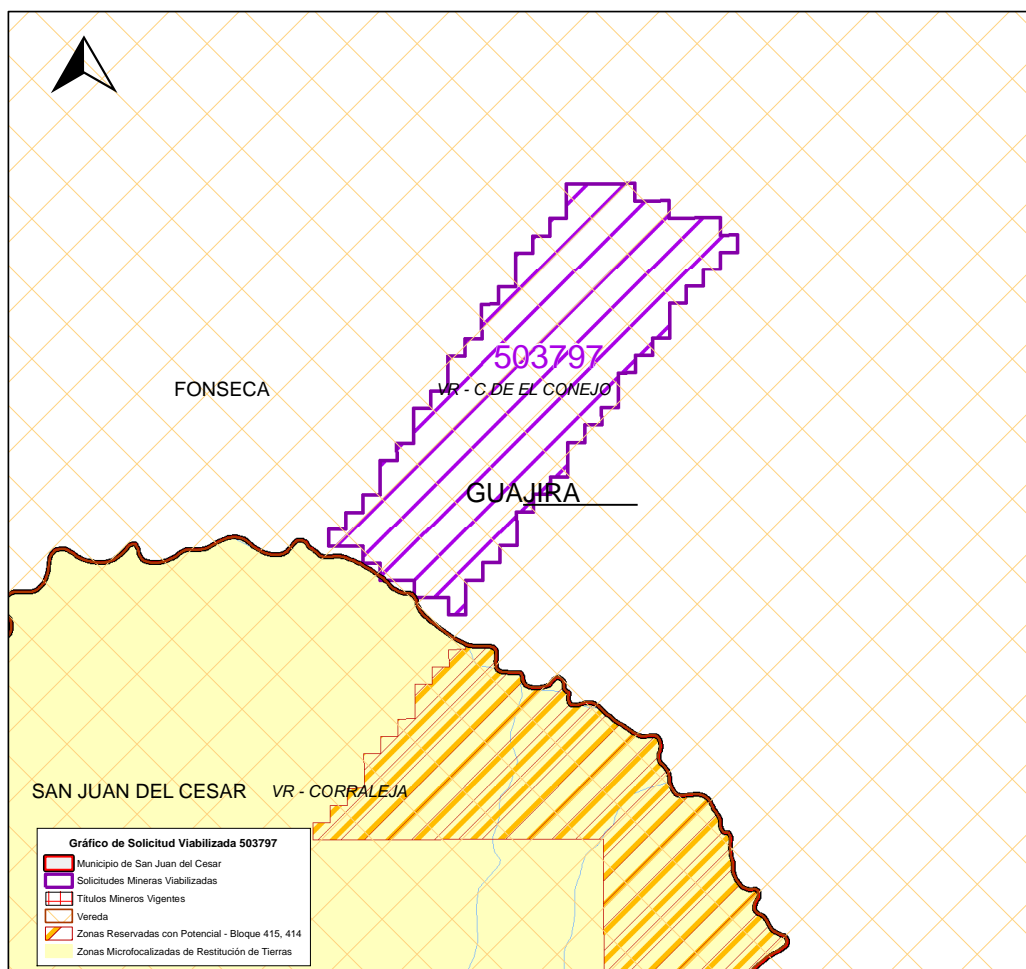 503797
FONSECA
VR - C DE EL CONEJO
GUAJIRA
SAN JUAN DEL CESAR
VR - CORRALEJA
Gráfico de Solicitud Viabilizada 503797
Municipio de San Juan del Cesar
Solicitudes Mineras Viabilizadas
Títulos Mineros Vigentes
Vereda
Zonas Reservadas con Potencial - Bloque 415, 414
Zonas Microfocalizadas de Restitución de Tierras